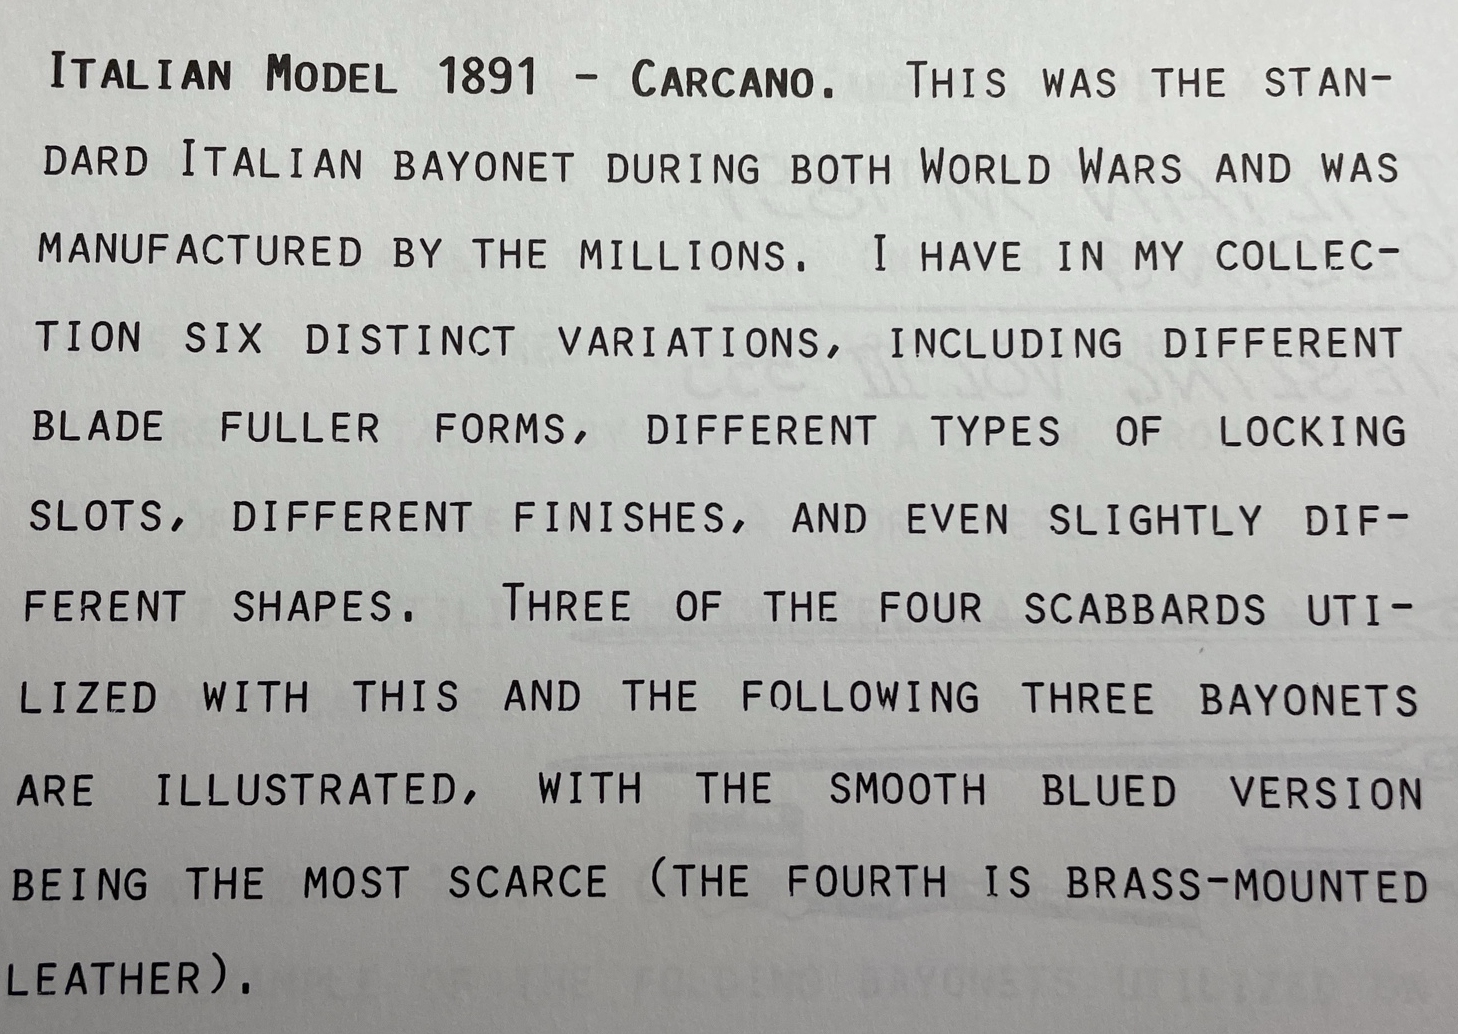 ITALIAN MODEL 1891 - CARCANO. THIS WAS THE STAN-
DARD ITALIAN BAYONET DURING BOTH WORLD WARS AND WAS
MANUFACTURED BY THE MILLIONS. I HAVE IN MY COLLEC-
TION SIX DISTINCT VARIATIONS, INCLUDING DIFFERENT
BLADE FULLER FORMS, DIFFERENT TYPES OF LOCKING
SLOTS, DIFFERENT FINISHES, AND EVEN SLIGHTLY DIF-
FERENT SHAPES. THREE OF THE FOUR SCABBARDS UTI-
LIZED WITH THIS AND THE FOLLOWING THREE BAYONETS
ARE ILLUSTRATED, WITH THE SMOOTH BLUED VERSION
BEING THE MOST SCARCE (THE FOURTH IS BRASS-MOUNTED
LEATHER).